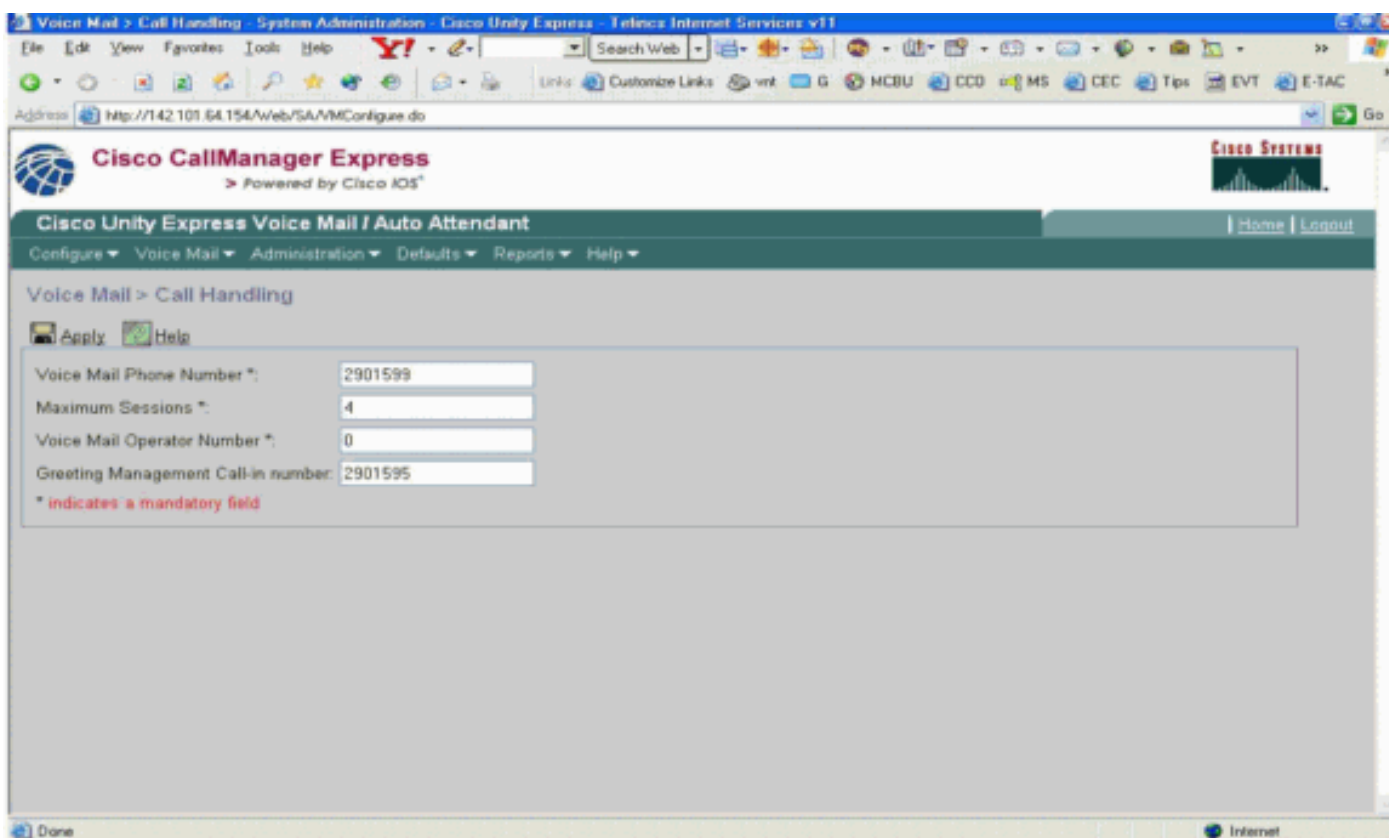 Voice Mail > Call Handling - System Administration - Cisco Unity Express - Telincs Internet Services v11
File Edit View Favorites Tools Help Y! Search Web >>
Links Customize Links vnt G MCBU CCO MS CEC Tips EVT E-TAC
Address http://142.101.64.154/Web/SA/VMConfigure.do Go
Cisco CallManager Express
> Powered by Cisco IOS®
CISCO SYSTEMS
Cisco Unity Express Voice Mail / Auto Attendant
| Home | Logout
Configure Voice Mail Administration Defaults Reports Help
Voice Mail > Call Handling
Apply Help
Voice Mail Phone Number *: 2901599
Maximum Sessions *: 4
Voice Mail Operator Number *: 0
Greeting Management Call-in number: 2901595
* indicates a mandatory field
Done Internet